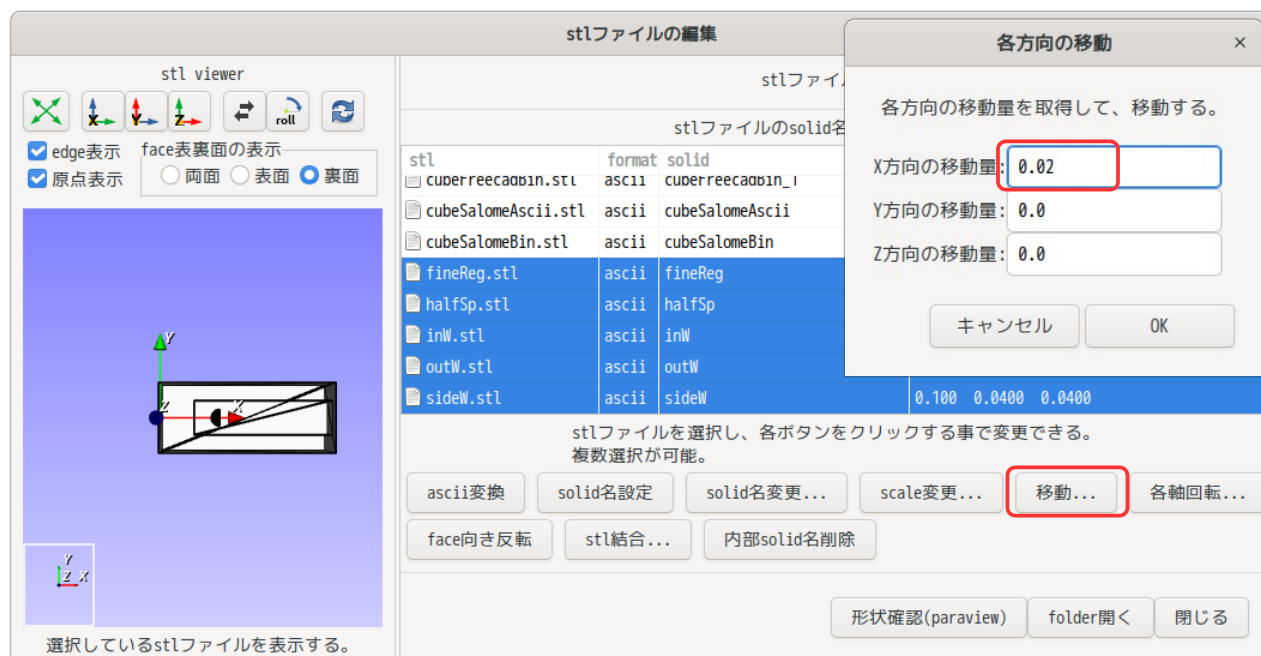 stlファイルの編集
stl viewer
X
Y
Z
roll
edge表示
原点表示
face表裏面の表示
両面 表面 裏面
Y
Z X
Y
Z X
選択しているstlファイルを表示する。
stlファイル
stlファイルのsolid名
stl format solid
cubeFreecadBin.stl ascii cubeFreecadBin_1
cubeSalomeAscii.stl ascii cubeSalomeAscii
cubeSalomeBin.stl ascii cubeSalomeBin
fineReg.stl ascii fineReg
halfSp.stl ascii halfSp
inW.stl ascii inW
outW.stl ascii outW
sideW.stl ascii sideW 0.100 0.0400 0.0400
stlファイルを選択し、各ボタンをクリックする事で変更できる。
複数選択が可能。
ascii変換 solid名設定 solid名変更... scale変更... 移動... 各軸回転...
face向き反転 stl結合... 内部solid名削除
形状確認(paraview) folder開く 閉じる
各方向の移動 ×
各方向の移動量を取得して、移動する。
X方向の移動量: 0.02
Y方向の移動量: 0.0
Z方向の移動量: 0.0
キャンセル OK